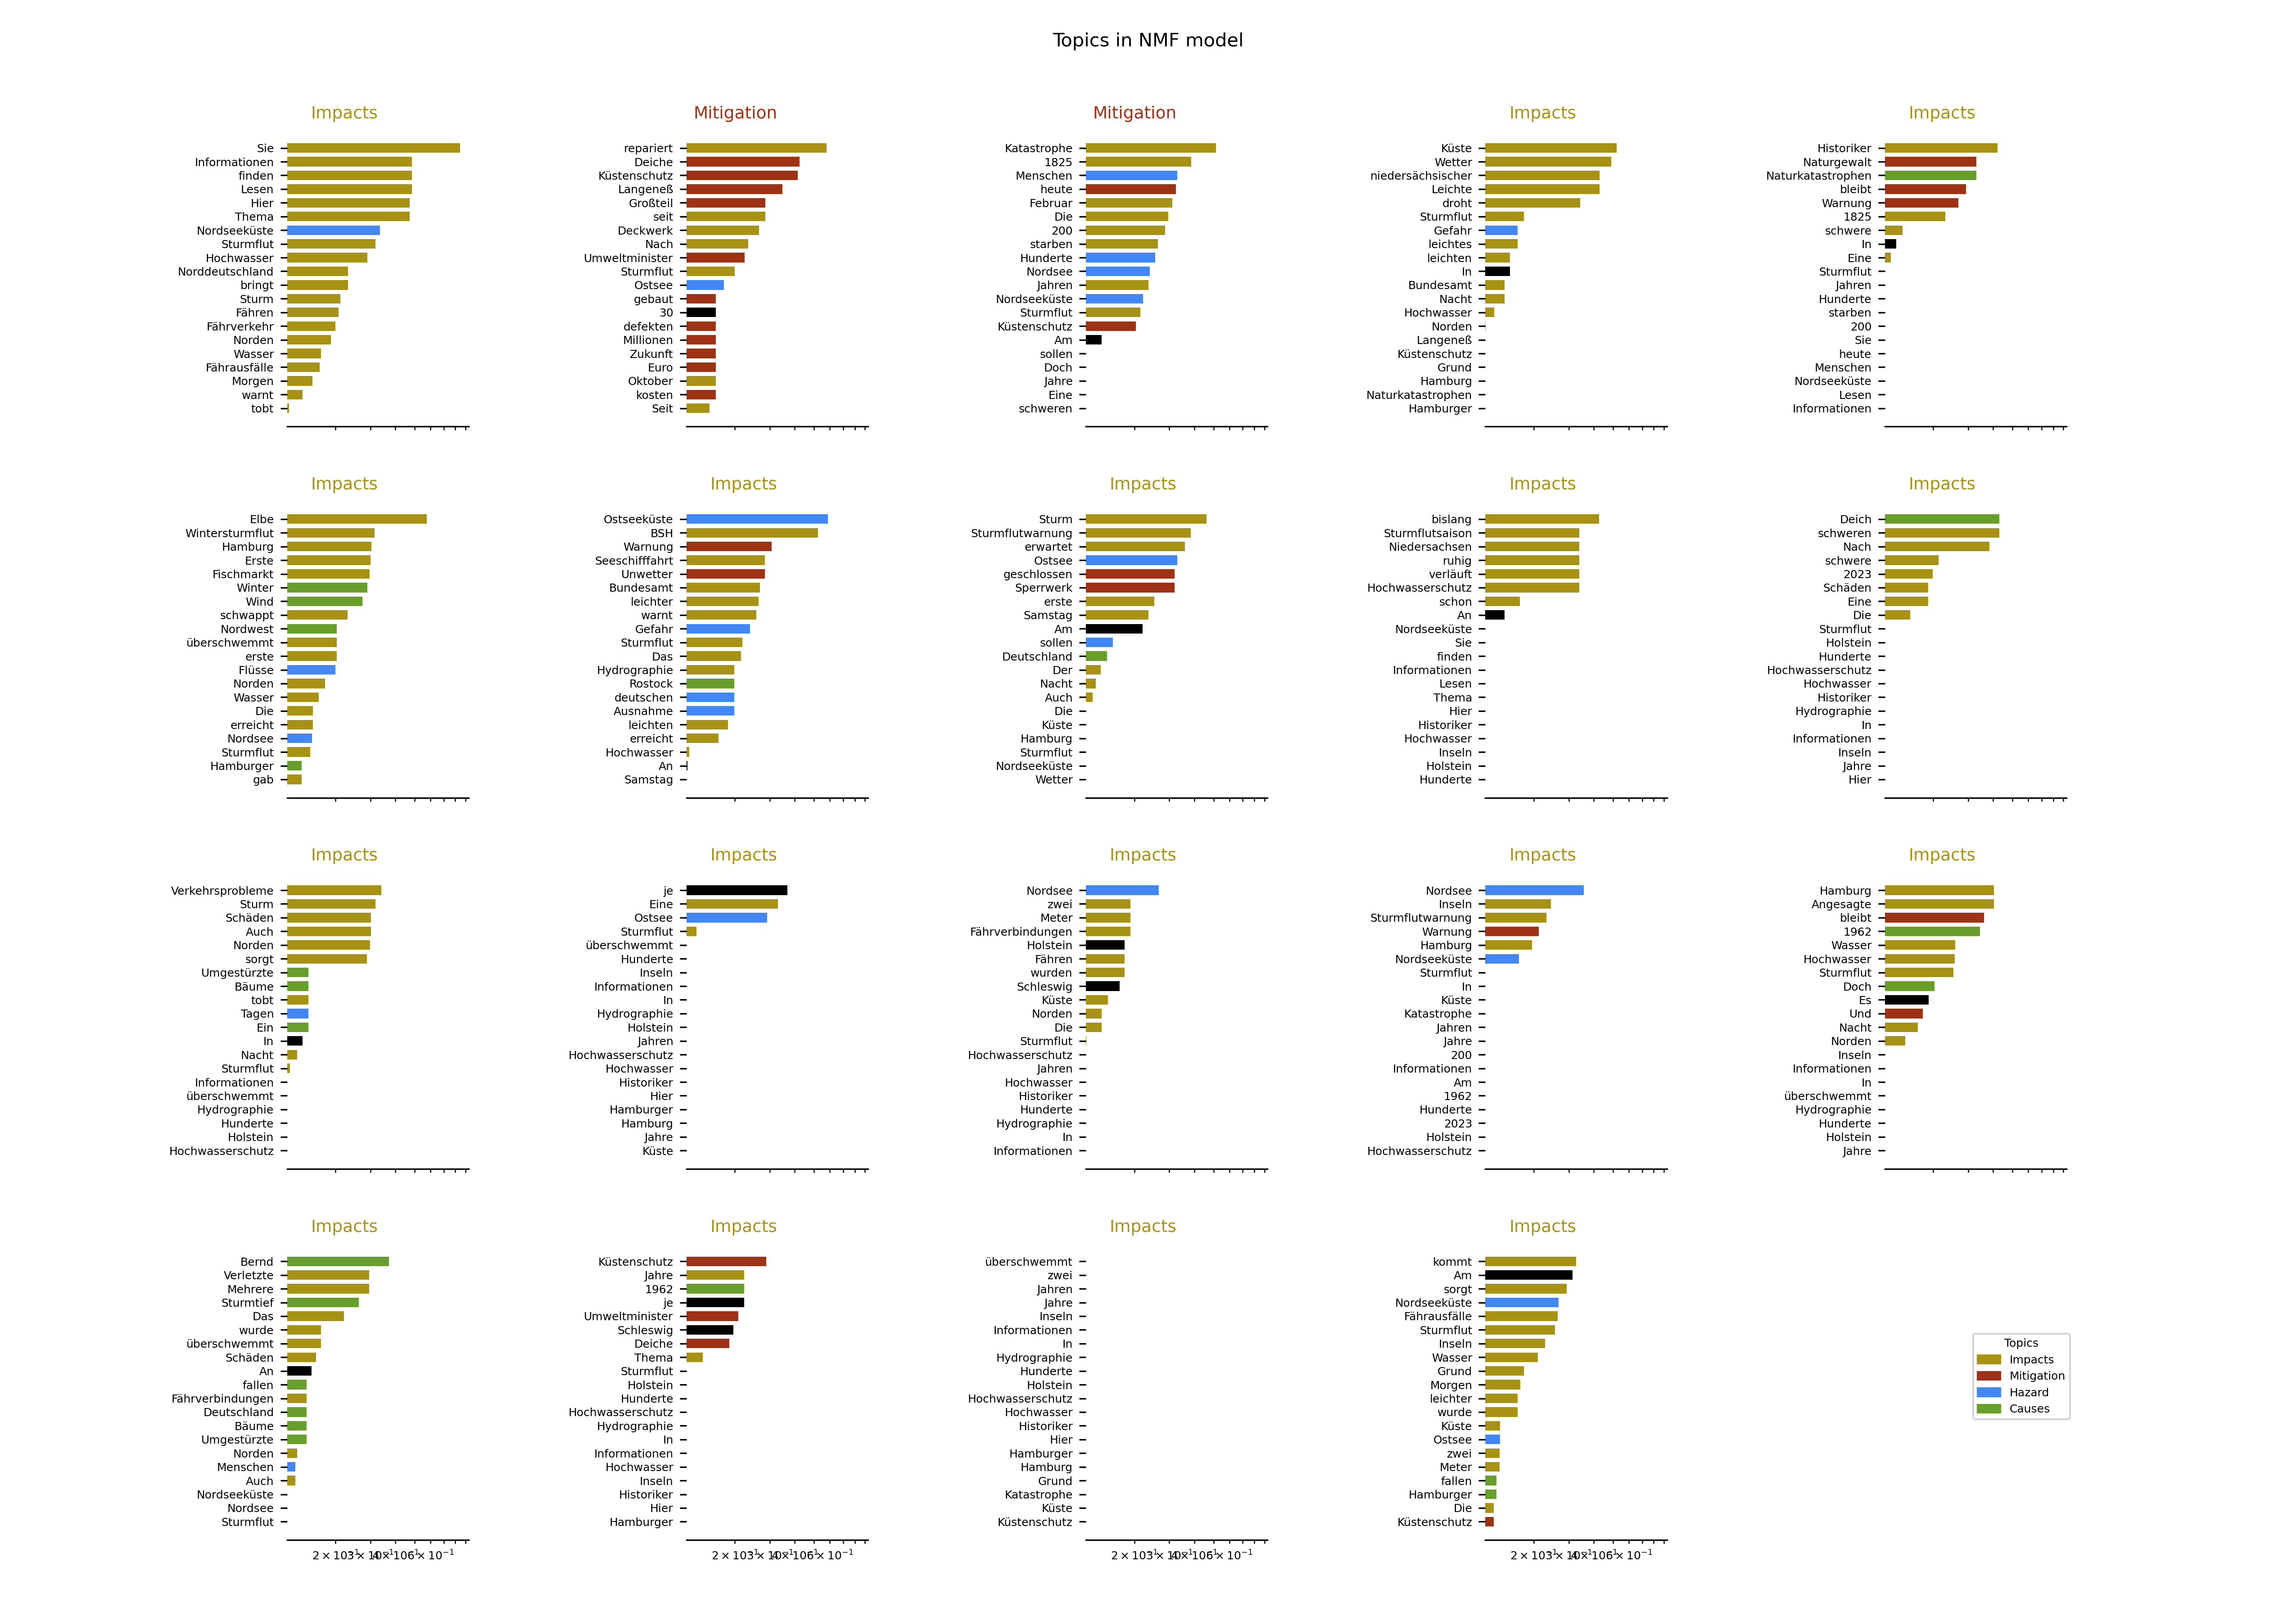 Topics in NMF model
Impacts
Sie
Informationen
finden
Lesen
Hier
Thema
Nordseeküste
Sturmflut
Hochwasser
Norddeutschland
bringt
Sturm
Fähren
Fährverkehr
Norden
Wasser
Fährausfälle
Morgen
warnt
tobt
Mitigation
repariert
Deiche
Küstenschutz
Langeneß
Großteil
seit
Deckwerk
Nach
Umweltminister
Sturmflut
Ostsee
gebaut
30
defekten
Millionen
Zukunft
Euro
Oktober
kosten
Seit
Mitigation
Katastrophe
1825
Menschen
heute
Februar
Die
200
starben
Hunderte
Nordsee
Jahren
Nordseeküste
Sturmflut
Küstenschutz
Am
sollen
Doch
Jahre
Eine
schweren
Impacts
Küste
Wetter
niedersächsischer
Leichte
droht
Sturmflut
Gefahr
leichtes
leichten
In
Bundesamt
Nacht
Hochwasser
Norden
Langeneß
Küstenschutz
Grund
Hamburg
Naturkatastrophen
Hamburger
Impacts
Historiker
Naturgewalt
Naturkatastrophen
bleibt
Warnung
1825
schwere
In
Eine
Sturmflut
Jahren
Hunderte
starben
200
Sie
heute
Menschen
Nordseeküste
Lesen
Informationen
Impacts
Elbe
Wintersturmflut
Hamburg
Erste
Fischmarkt
Winter
Wind
schwappt
Nordwest
überschwemmt
erste
Flüsse
Norden
Wasser
Die
erreicht
Nordsee
Sturmflut
Hamburger
gab
Impacts
Ostseeküste
BSH
Warnung
Seeschifffahrt
Unwetter
Bundesamt
leichter
warnt
Gefahr
Sturmflut
Das
Hydrographie
Rostock
deutschen
Ausnahme
leichten
erreicht
Hochwasser
An
Samstag
Impacts
Sturm
Sturmflutwarnung
erwartet
Ostsee
geschlossen
Sperrwerk
erste
Samstag
Am
sollen
Deutschland
Der
Nacht
Auch
Die
Küste
Hamburg
Sturmflut
Nordseeküste
Wetter
Impacts
bislang
Sturmflutsaison
Niedersachsen
ruhig
verläuft
Hochwasserschutz
schon
An
Nordseeküste
Sie
finden
Informationen
Lesen
Thema
Hier
Historiker
Hochwasser
Inseln
Holstein
Hunderte
Impacts
Deich
schweren
Nach
schwere
2023
Schäden
Eine
Die
Sturmflut
Holstein
Hunderte
Hochwasserschutz
Hochwasser
Historiker
Hydrographie
In
Informationen
Inseln
Jahre
Hier
Impacts
Verkehrsprobleme
Sturm
Schäden
Auch
Norden
sorgt
Umgestürzte
Bäume
tobt
Tagen
Ein
In
Nacht
Sturmflut
Informationen
überschwemmt
Hydrographie
Hunderte
Holstein
Hochwasserschutz
Impacts
je
Eine
Ostsee
Sturmflut
überschwemmt
Hunderte
Inseln
Informationen
In
Hydrographie
Holstein
Jahren
Hochwasserschutz
Hochwasser
Historiker
Hier
Hamburger
Hamburg
Jahre
Küste
Impacts
Nordsee
zwei
Meter
Fährverbindungen
Holstein
Fähren
wurden
Schleswig
Küste
Norden
Die
Sturmflut
Hochwasserschutz
Jahren
Hochwasser
Historiker
Hunderte
Hydrographie
In
Informationen
Impacts
Nordsee
Inseln
Sturmflutwarnung
Warnung
Hamburg
Nordseeküste
Sturmflut
In
Küste
Katastrophe
Jahren
Jahre
200
Informationen
Am
1962
Hunderte
2023
Holstein
Hochwasserschutz
Impacts
Hamburg
Angesagte
bleibt
1962
Wasser
Hochwasser
Sturmflut
Doch
Es
Und
Nacht
Norden
Inseln
Informationen
In
überschwemmt
Hydrographie
Hunderte
Holstein
Jahre
Impacts
Bernd
Verletzte
Mehrere
Sturmtief
Das
wurde
überschwemmt
Schäden
An
fallen
Fährverbindungen
Deutschland
Bäume
Umgestürzte
Norden
Menschen
Auch
Nordseeküste
Nordsee
Sturmflut
Impacts
Küstenschutz
Jahre
1962
je
Umweltminister
Schleswig
Deiche
Thema
Sturmflut
Holstein
Hunderte
Hochwasserschutz
Hydrographie
In
Informationen
Hochwasser
Inseln
Historiker
Hier
Hamburger
Impacts
überschwemmt
zwei
Jahren
Jahre
Inseln
Informationen
In
Hydrographie
Hunderte
Holstein
Hochwasserschutz
Hochwasser
Historiker
Hier
Hamburger
Hamburg
Grund
Katastrophe
Küste
Küstenschutz
Impacts
kommt
Am
sorgt
Nordseeküste
Fährausfälle
Sturmflut
Inseln
Wasser
Grund
Morgen
leichter
wurde
Küste
Ostsee
zwei
Meter
fallen
Hamburger
Die
Küstenschutz
Topics
Impacts
Mitigation
Hazard
Causes